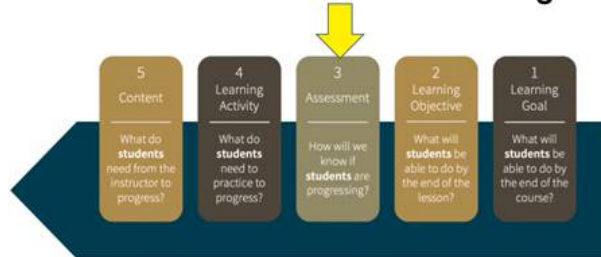 5
Content
What do
students
need from the
instructor to
progress?
4
Learning
Activity
What do
students
need to
practice to
progress?
3
Assessment
How will we
know if
students are
progressing?
2
Learning
Objective
What will
students be
able to do by
the end of the
lesson?
1
Learning
Goal
What will
students be
able to do by
the end of the
course?